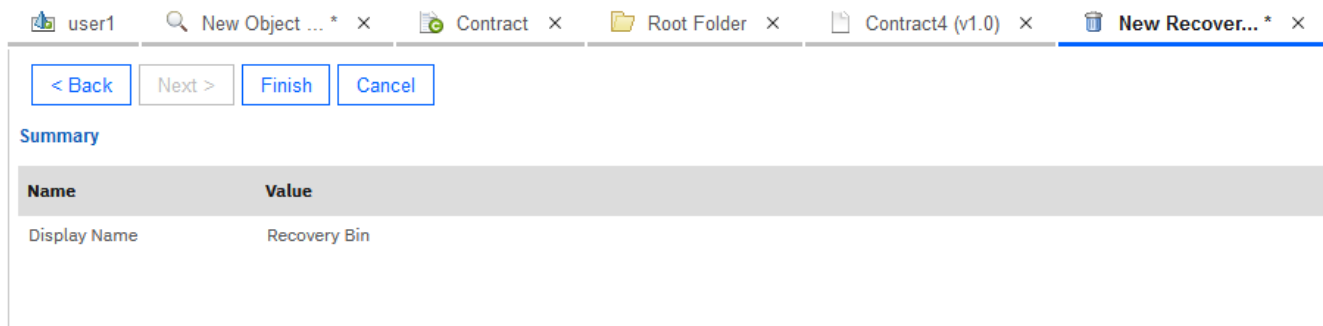 user1 New Object ... * × Contract × Root Folder × Contract4 (v1.0) × New Recover... * ×
< Back Next > Finish Cancel
Summary
Name Value
Display Name Recovery Bin